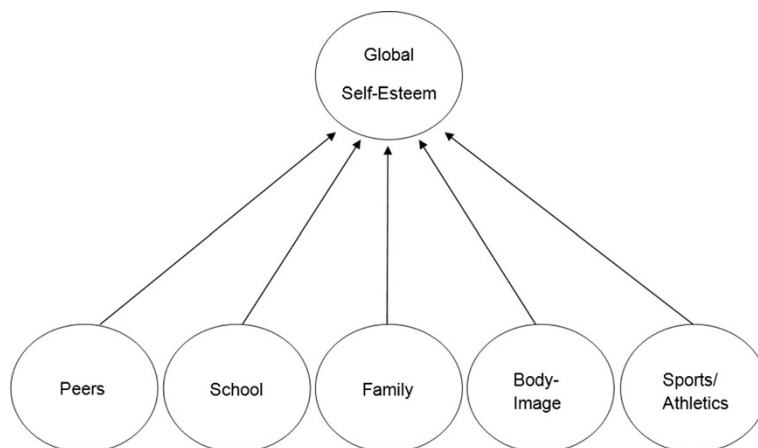 Global
Self-Esteem
Peers
School
Family
Body-
Image
Sports/
Athletics